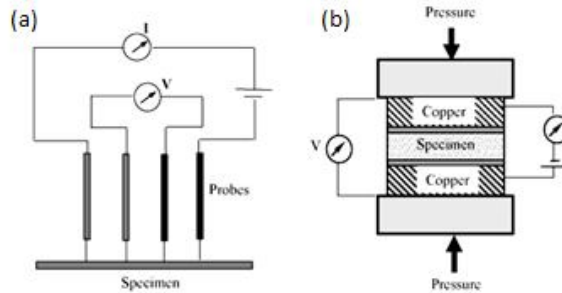 (a)
I
V
Probes
Specimen
(b)
Pressure
Copper
V
Specimen
Copper
Pressure